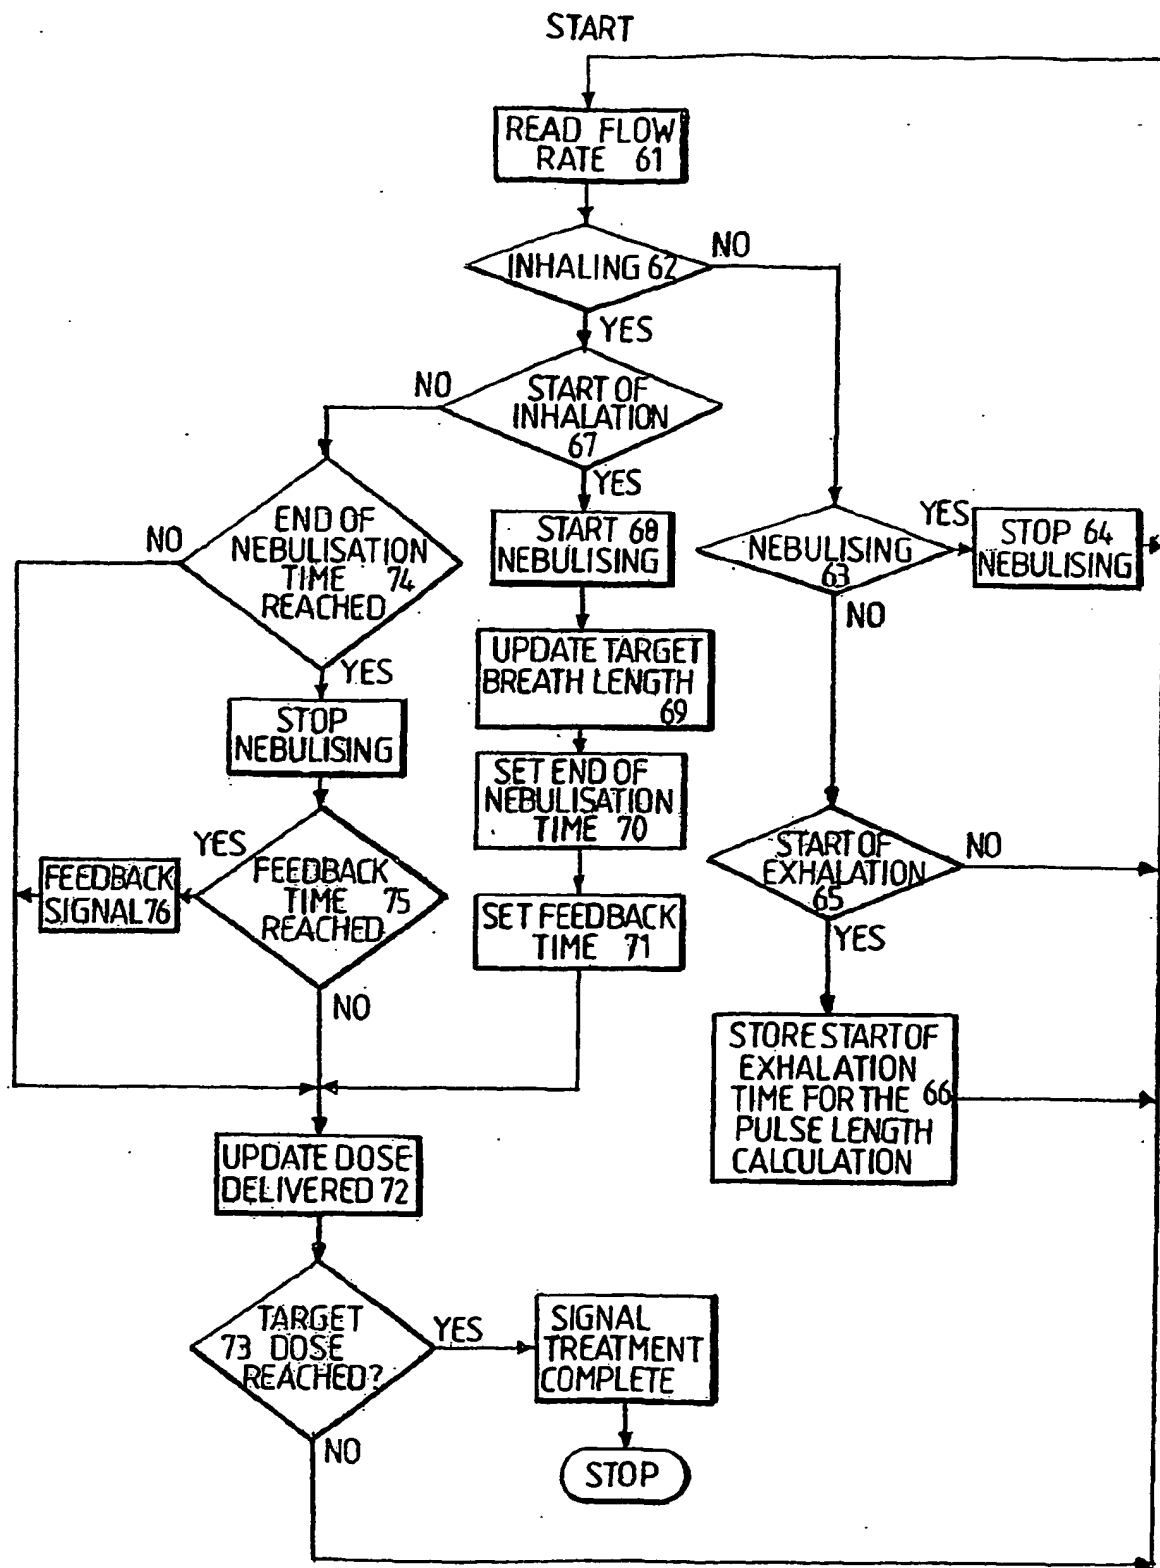 START
READ FLOW
RATE 61
INHALING 62
NO
YES
START OF
INHALATION
67
NO
YES
END OF
NEBULISATION
TIME 74
REACHED
NO
YES
START 68
NEBULISING
NEBULISING
63
YES
NO
STOP 64
NEBULISING
UPDATE TARGET
BREATH LENGTH
69
STOP
NEBULISING
SET END OF
NEBULISATION
TIME 70
START OF
EXHALATION
65
NO
YES
YES
FEEDBACK
TIME 75
REACHED
NO
FEEDBACK
SIGNAL 76
SET FEEDBACK
TIME 71
STORE START OF
EXHALATION
TIME FOR THE 66
PULSE LENGTH
CALCULATION
UPDATE DOSE
DELIVERED 72
TARGET
73 DOSE
REACHED?
YES
NO
SIGNAL
TREATMENT
COMPLETE
STOP